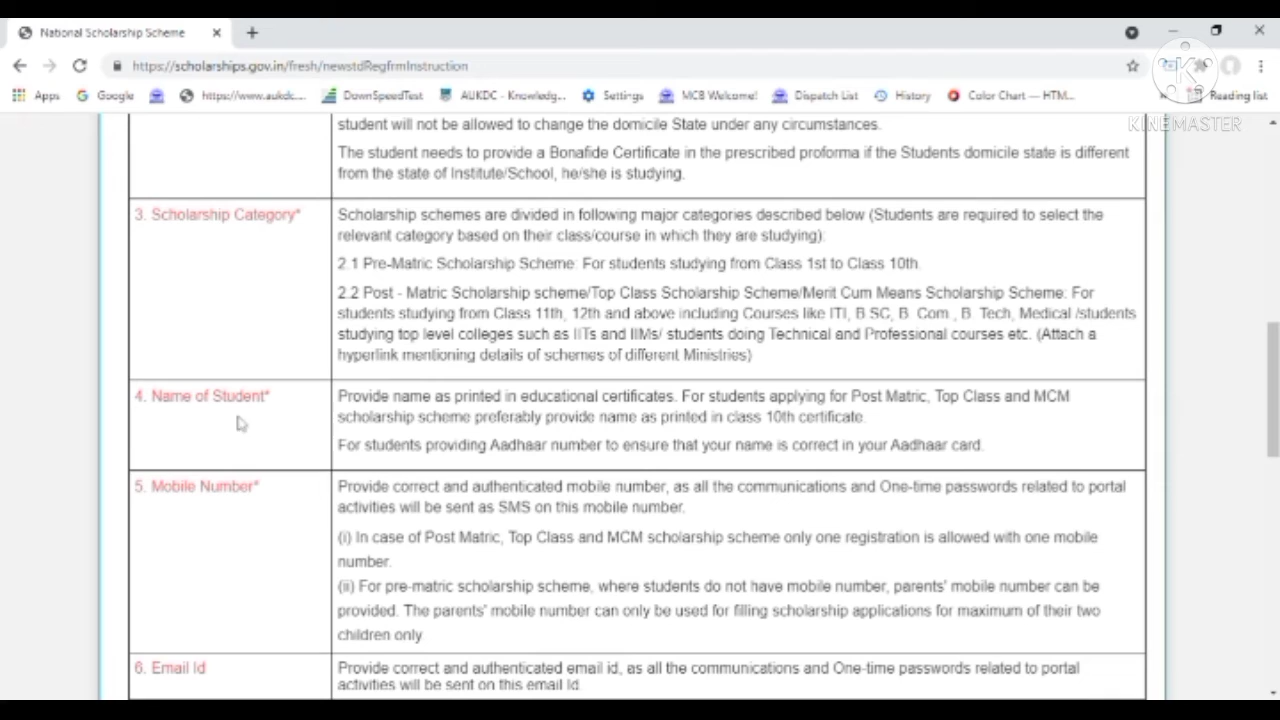 National Scholarship Scheme
https://scholarships.gov.in/fresh/newstdRegfrmInstruction
Apps Google https://www.aukdc... DownSpeedTest AUKDC - Knowledg... Settings MCB Welcome! Dispatch List History Color Chart — HTM... » Reading list
KINEMASTER
student will not be allowed to change the domicile State under any circumstances.
The student needs to provide a Bonafide Certificate in the prescribed proforma if the Students domicile state is different
from the state of Institute/School, he/she is studying.
3. Scholarship Category*
Scholarship schemes are divided in following major categories described below (Students are required to select the
relevant category based on their class/course in which they are studying):
2.1 Pre-Matric Scholarship Scheme: For students studying from Class 1st to Class 10th.
2.2 Post - Matric Scholarship scheme/Top Class Scholarship Scheme/Merit Cum Means Scholarship Scheme: For
students studying from Class 11th, 12th and above including Courses like ITI, B.SC, B. Com., B. Tech, Medical /students
studying top level colleges such as IITs and IIMs/ students doing Technical and Professional courses etc. (Attach a
hyperlink mentioning details of schemes of different Ministries)
4. Name of Student*
Provide name as printed in educational certificates. For students applying for Post Matric, Top Class and MCM
scholarship scheme preferably provide name as printed in class 10th certificate.
For students providing Aadhaar number to ensure that your name is correct in your Aadhaar card.
5. Mobile Number*
Provide correct and authenticated mobile number, as all the communications and One-time passwords related to portal
activities will be sent as SMS on this mobile number.
(i) In case of Post Matric, Top Class and MCM scholarship scheme only one registration is allowed with one mobile
number.
(ii) For pre-matric scholarship scheme, where students do not have mobile number, parents' mobile number can be
provided. The parents' mobile number can only be used for filling scholarship applications for maximum of their two
children only
6. Email Id
Provide correct and authenticated email id, as all the communications and One-time passwords related to portal
activities will be sent on this email Id